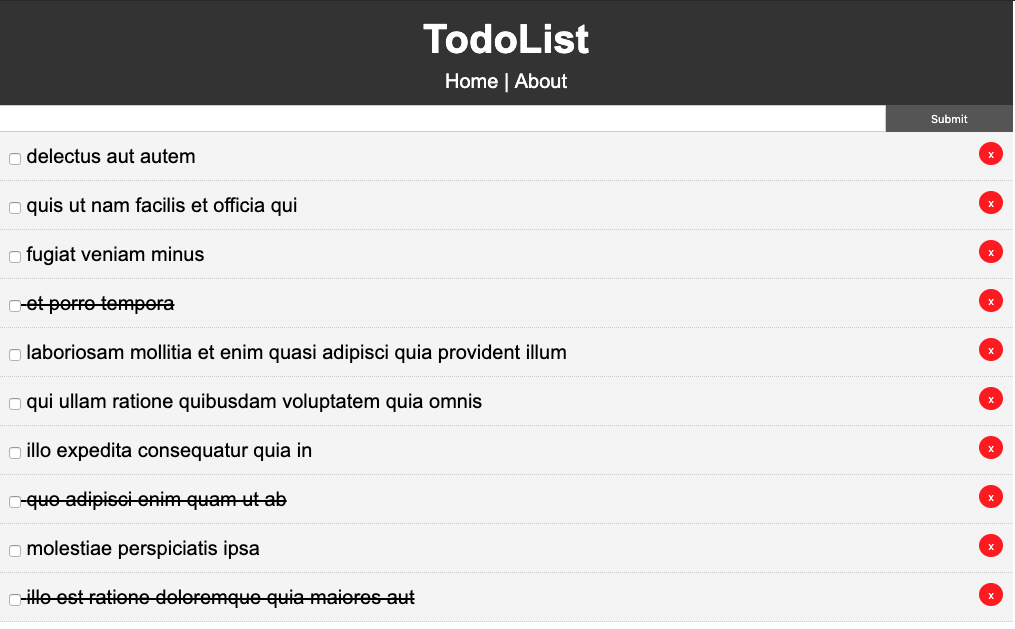 TodoList
Home | About
Submit
delectus aut autem x
quis ut nam facilis et officia qui x
fugiat veniam minus x
et porro tempora x
laboriosam mollitia et enim quasi adipisci quia provident illum x
qui ullam ratione quibusdam voluptatem quia omnis x
illo expedita consequatur quia in x
quo adipisci enim quam ut ab x
molestiae perspiciatis ipsa x
illo est ratione doloremque quia maiores aut x